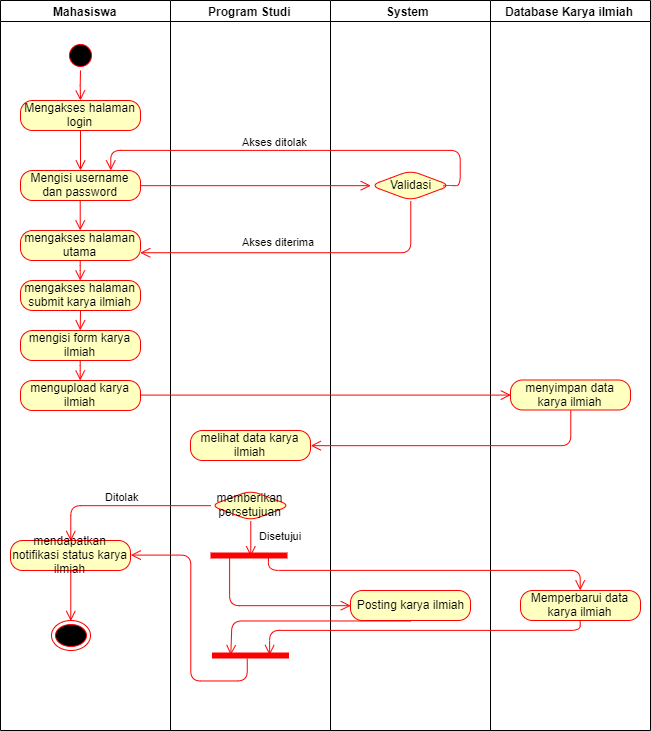 Mahasiswa
Program Studi
System
Database Karya ilmiah
Mengakses halaman
login
Akses ditolak
Mengisi username
dan password
Validasi
mengakses halaman
utama
Akses diterima
mengakses halaman
submit karya ilmiah
mengisi form karya
ilmiah
mengupload karya
ilmiah
menyimpan data
karya ilmiah
melihat data karya
ilmiah
Ditolak
memberikan
persetujuan
Disetujui
mendapatkan
notifikasi status karya
ilmiah
Posting karya ilmiah
Memperbarui data
karya ilmiah